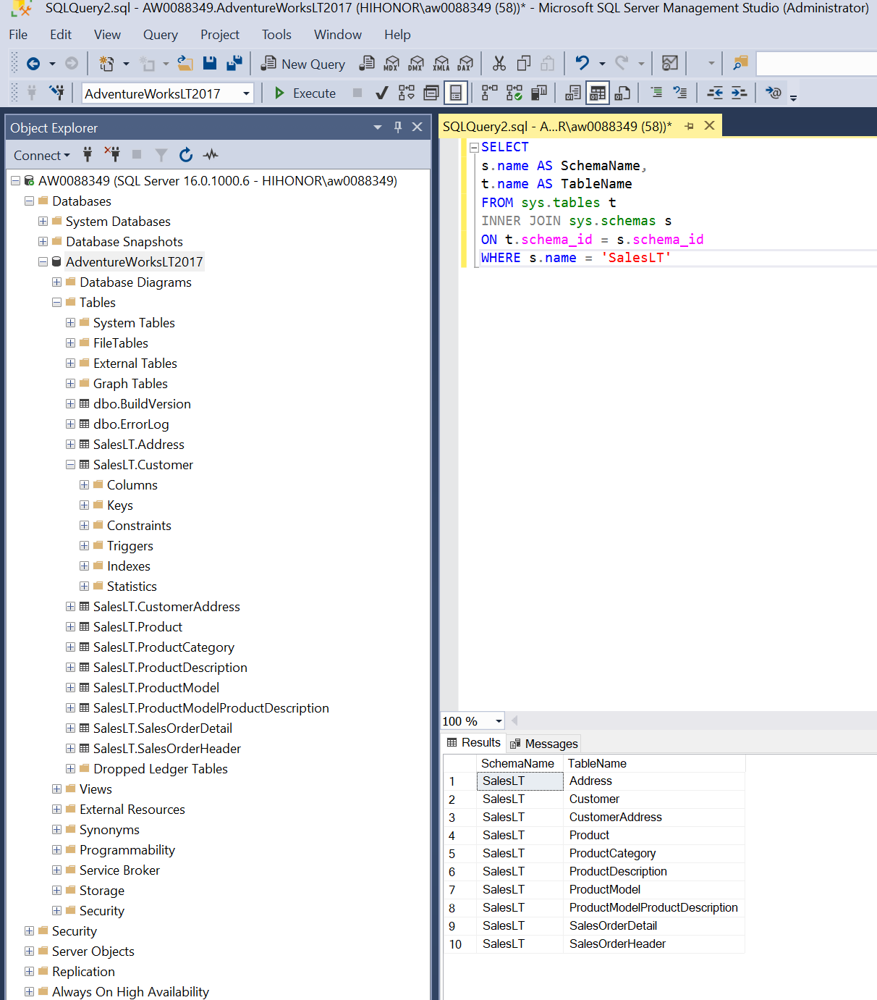 SQLQuery2.sql - AW0088349.AdventureWorksLT2017 (HIHONOR\aw0088349 (58))* - Microsoft SQL Server Management Studio (Administrator)
File Edit View Query Project Tools Window Help
New Query MDX DMX XMLA DAX
AdventureWorksLT2017 Execute
Object Explorer
Connect
AW0088349 (SQL Server 16.0.1000.6 - HIHONOR\aw0088349)
Databases
System Databases
Database Snapshots
AdventureWorksLT2017
Database Diagrams
Tables
System Tables
FileTables
External Tables
Graph Tables
dbo.BuildVersion
dbo.ErrorLog
SalesLT.Address
SalesLT.Customer
Columns
Keys
Constraints
Triggers
Indexes
Statistics
SalesLT.CustomerAddress
SalesLT.Product
SalesLT.ProductCategory
SalesLT.ProductDescription
SalesLT.ProductModel
SalesLT.ProductModelProductDescription
SalesLT.SalesOrderDetail
SalesLT.SalesOrderHeader
Dropped Ledger Tables
Views
External Resources
Synonyms
Programmability
Service Broker
Storage
Security
Security
Server Objects
Replication
Always On High Availability
SQLQuery2.sql - A...R\aw0088349 (58))*
SELECT
s.name AS SchemaName,
t.name AS TableName
FROM sys.tables t
INNER JOIN sys.schemas s
ON t.schema_id = s.schema_id
WHERE s.name = 'SalesLT'
100 %
Results Messages
SchemaName TableName
1 SalesLT Address
2 SalesLT Customer
3 SalesLT CustomerAddress
4 SalesLT Product
5 SalesLT ProductCategory
6 SalesLT ProductDescription
7 SalesLT ProductModel
8 SalesLT ProductModelProductDescription
9 SalesLT SalesOrderDetail
10 SalesLT SalesOrderHeader